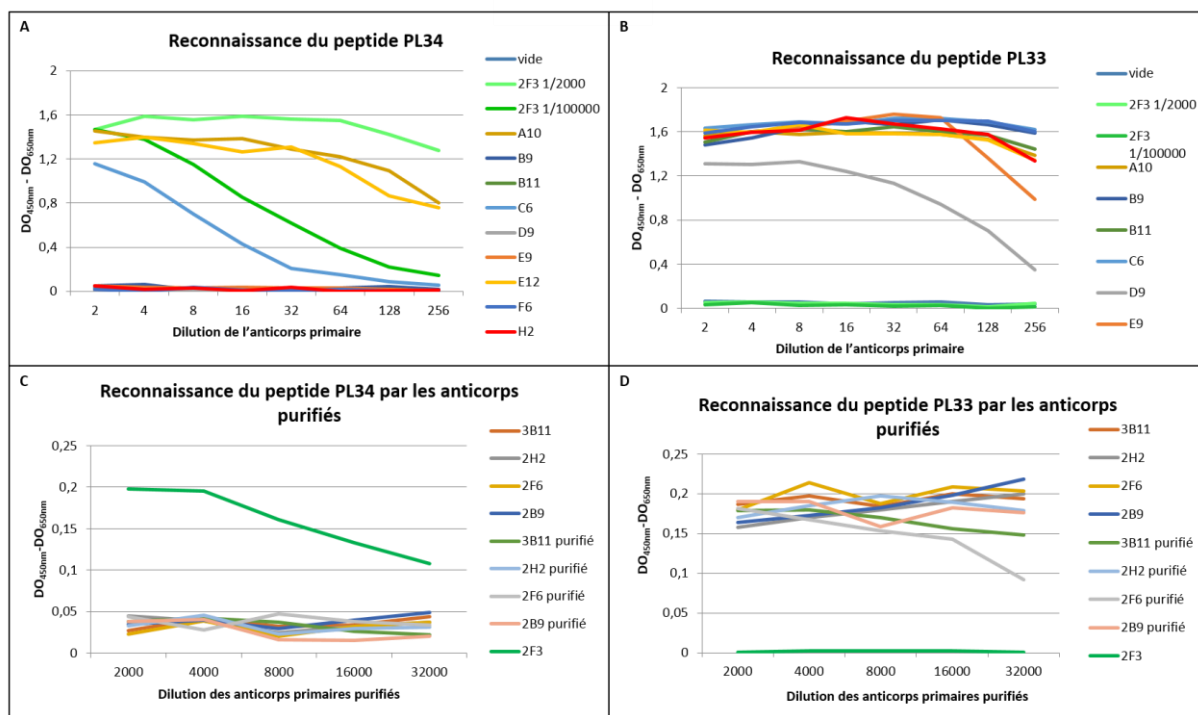 A
Reconnaissance du peptide PL34
DO450nm - DO650nm
2
1,6
1,2
0,8
0,4
0
2 4 8 16 32 64 128 256
Dilution de l'anticorps primaire
vide
2F3 1/2000
2F3 1/100000
A10
B9
B11
C6
D9
E9
E12
F6
H2
B
Reconnaissance du peptide PL33
DO450nm - DO650nm
2
1,6
1,2
0,8
0,4
0
2 4 8 16 32 64 128 256
Dilution de l'anticorps primaire
vide
2F3 1/2000
2F3
1/100000
A10
B9
B11
C6
D9
E9
C
Reconnaissance du peptide PL34 par les anticorps
purifiés
DO450nm-DO650nm
0,25
0,2
0,15
0,1
0,05
0
2000 4000 8000 16000 32000
Dilution des anticorps primaires purifiés
3B11
2H2
2F6
2B9
3B11 purifié
2H2 purifié
2F6 purifié
2B9 purifié
2F3
D
Reconnaissance du peptide PL33 par les anticorps
purifiés
DO450nm-DO650nm
0,25
0,2
0,15
0,1
0,05
0
2000 4000 8000 16000 32000
Dilution des anticorps primaires purifiés
3B11
2H2
2F6
2B9
3B11 purifié
2H2 purifié
2F6 purifié
2B9 purifié
2F3